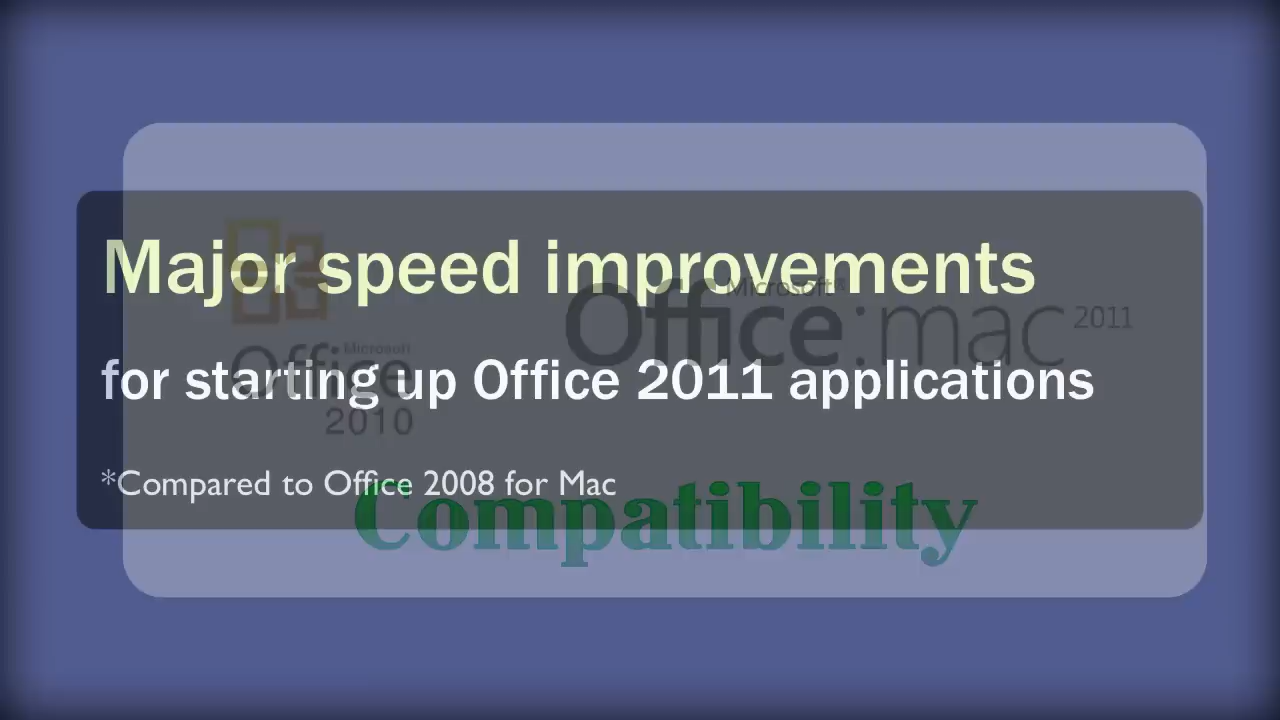 Major speed improvements
for starting up Office 2011 applications
*Compared to Office 2008 for Mac
Microsoft
Office
2010
Microsoft®
Office:mac 2011
Compatibility